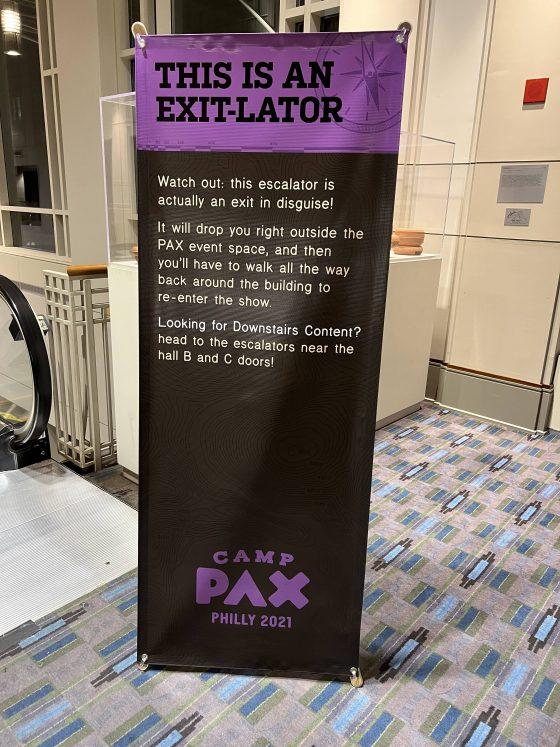 THIS IS AN
EXIT-LATOR
Watch out: this escalator is
actually an exit in disguise!
It will drop you right outside the
PAX event space, and then
you'll have to walk all the way
back around the building to
re-enter the show.
Looking for Downstairs Content?
head to the escalators near the
hall B and C doors!
CAMP
PAX
PHILLY 2021